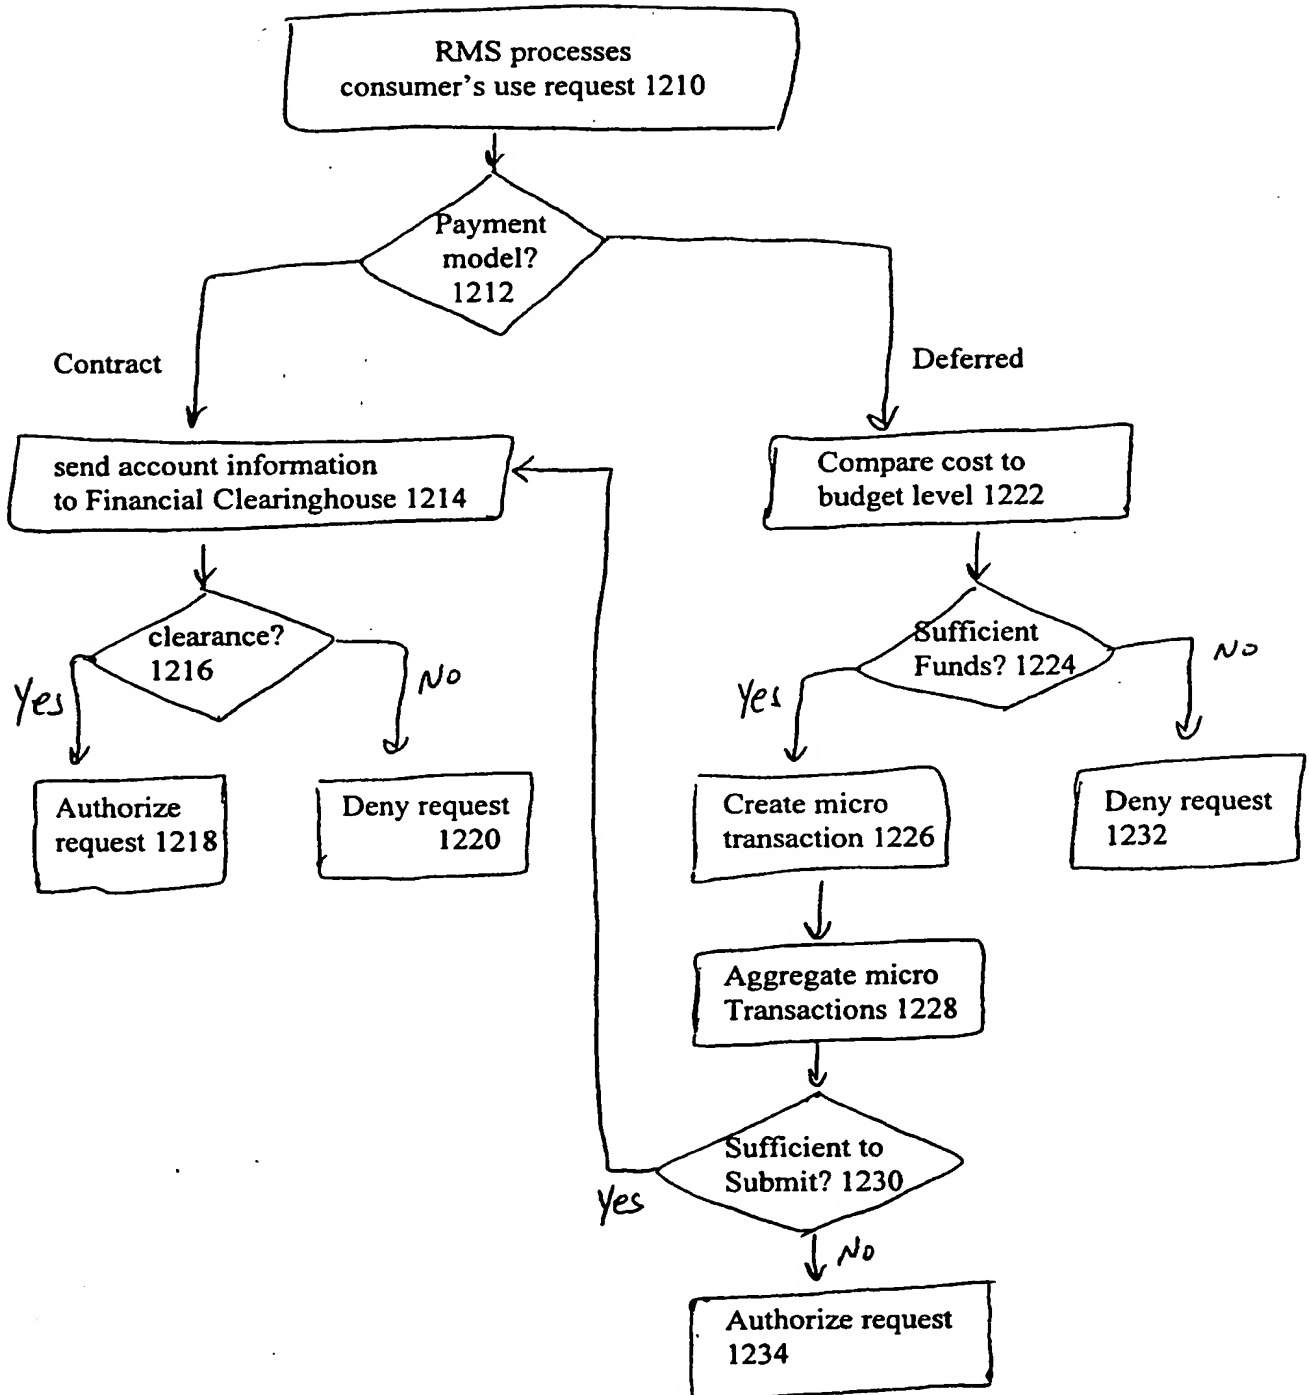 RMS processes
consumer's use request 1210
Payment
model?
1212
Contract
Deferred
send account information
to Financial Clearinghouse 1214
Compare cost to
budget level 1222
clearance?
1216
Yes
No
Sufficient
Funds? 1224
Yes
No
Authorize
request 1218
Deny request
1220
Create micro
transaction 1226
Deny request
1232
Aggregate micro
Transactions 1228
Sufficient to
Submit? 1230
Yes
No
Authorize request
1234